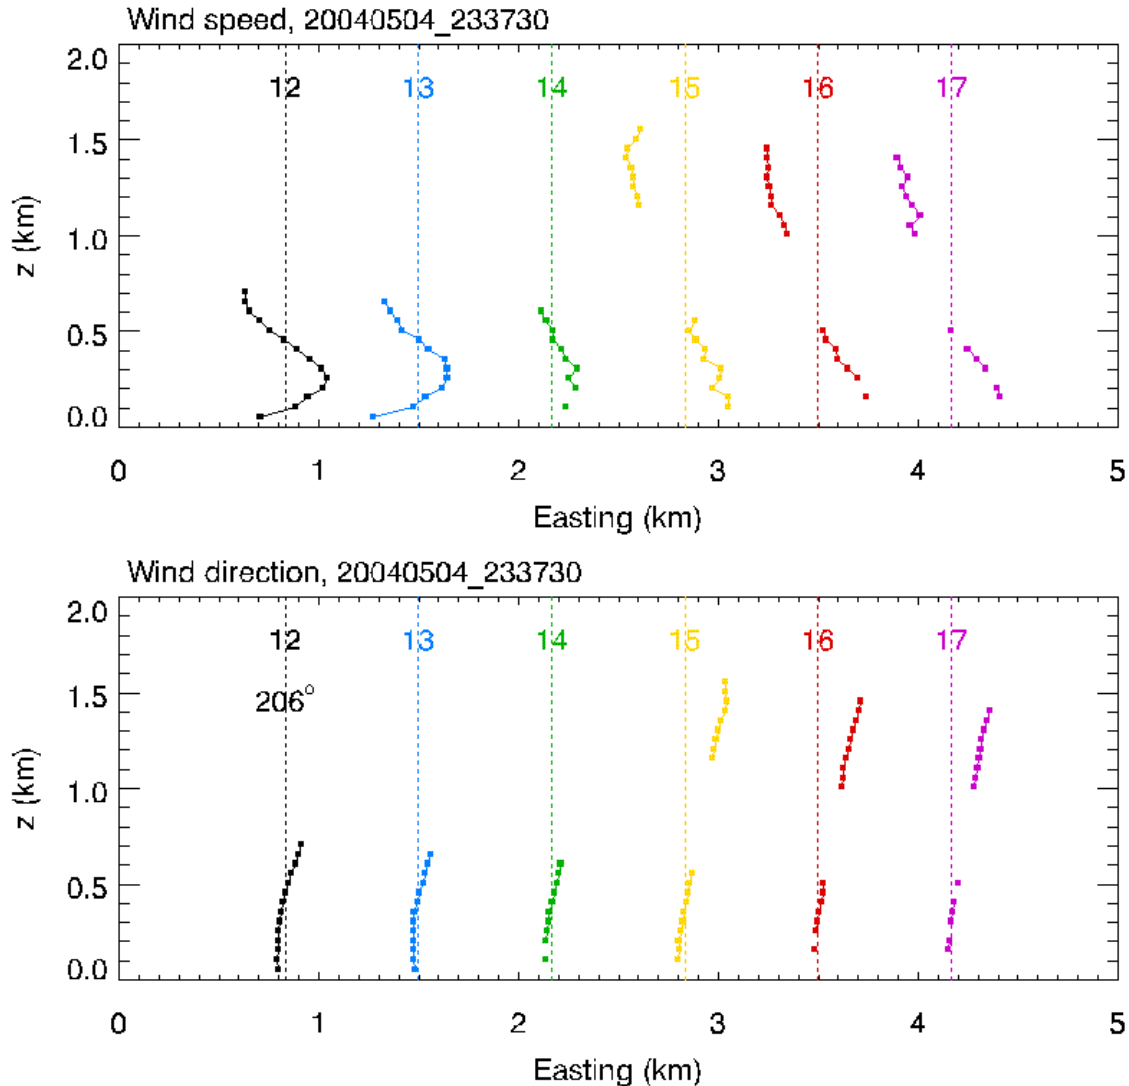 Wind speed, 20040504_233730
2.0
12 13 14 15 16 17
1.5
z (km)
1.0
0.5
0.0
0 1 2 3 4 5
Easting (km)
Wind direction, 20040504_233730
2.0
12 13 14 15 16 17
206°
1.5
z (km)
1.0
0.5
0.0
0 1 2 3 4 5
Easting (km)